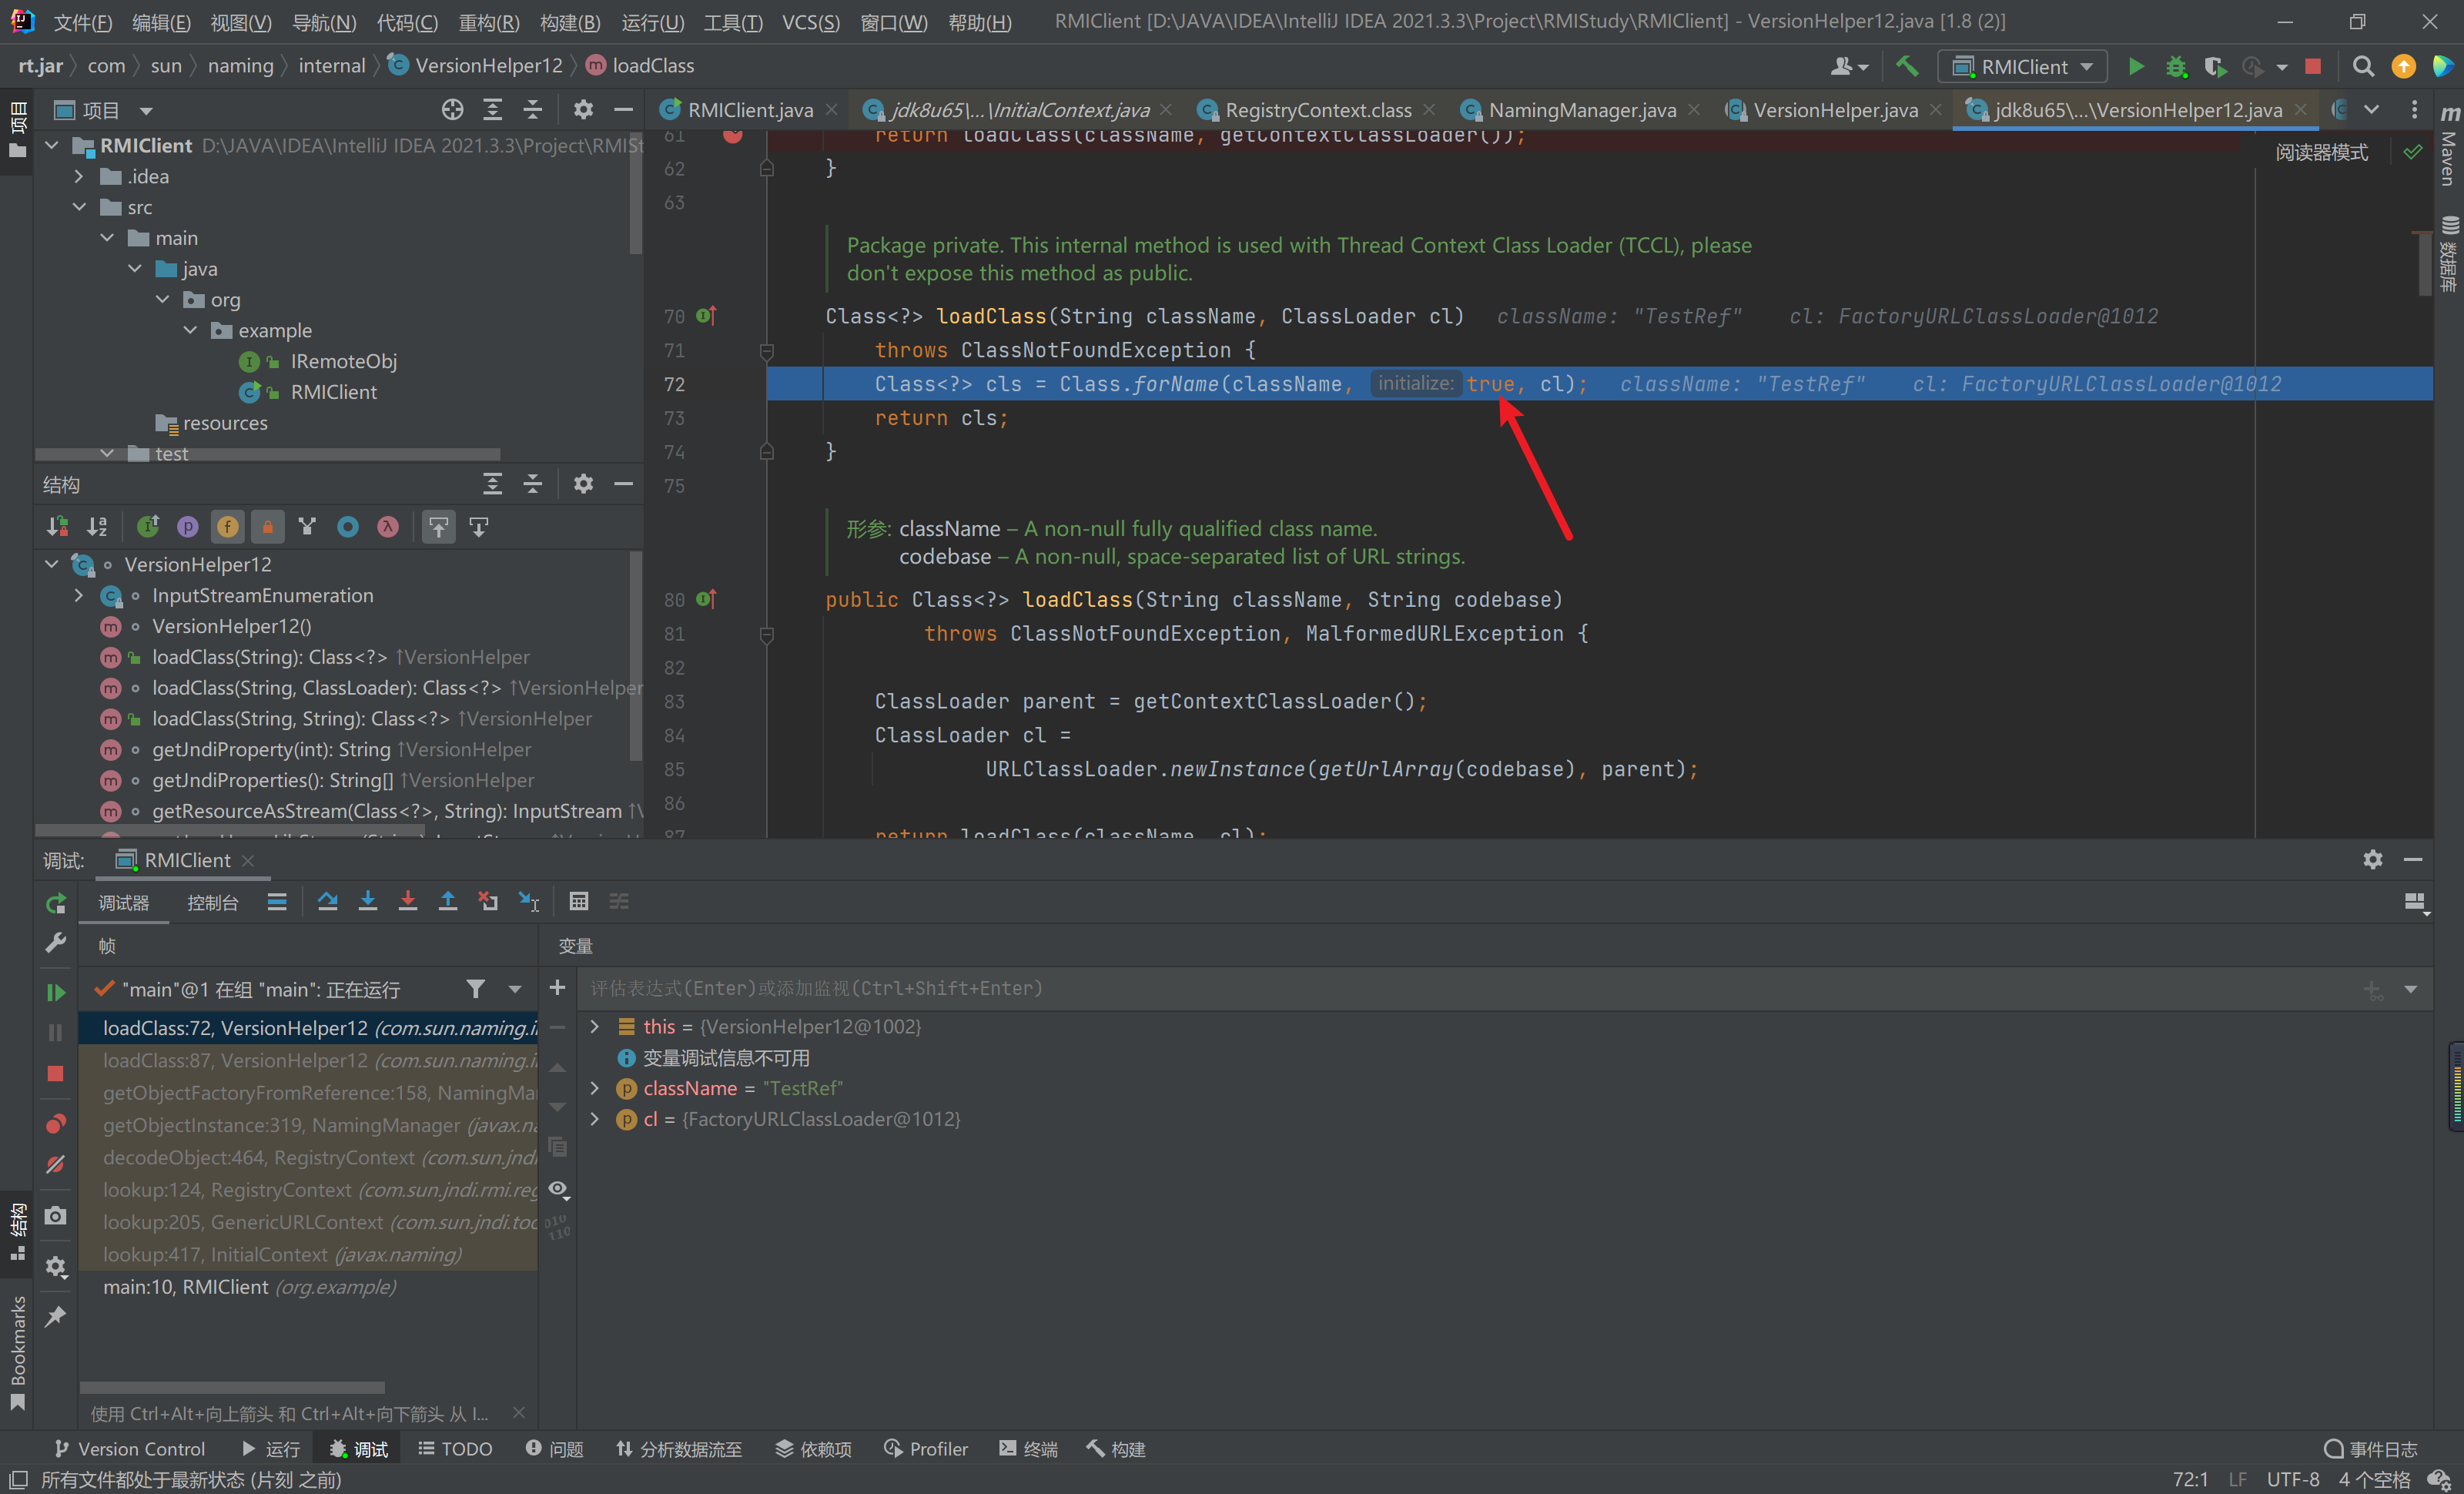 文件(F) 编辑(E) 视图(V) 导航(N) 代码(C) 重构(R) 构建(B) 运行(U) 工具(T) VCS(S) 窗口(W) 帮助(H) RMIClient [D:\JAVA\IDEA\IntelliJ IDEA 2021.3.3\Project\RMIStudy\RMIClient] - VersionHelper12.java [1.8 (2)]
rt.jar com sun naming internal VersionHelper12 loadClass RMIClient
项目
RMIClient.java jdk8u65\...\InitialContext.java RegistryContext.class NamingManager.java VersionHelper.java jdk8u65\...\VersionHelper12.java
项目
Maven
数据库
结构
Bookmarks
RMIClient D:\JAVA\IDEA\IntelliJ IDEA 2021.3.3\Project\RMISt
.idea
src
main
java
org
example
IRemoteObj
RMIClient
resources
test
阅读器模式
61 return loadClass(className, getContextClassLoader());
62 }
63
Package private. This internal method is used with Thread Context Class Loader (TCCL), please
don't expose this method as public.
70 Class<?> loadClass(String className, ClassLoader cl) className: "TestRef" cl: FactoryURLClassLoader@1012
71 throws ClassNotFoundException {
72 Class<?> cls = Class.forName(className, initialize: true, cl); className: "TestRef" cl: FactoryURLClassLoader@1012
73 return cls;
74 }
75
形参: className – A non-null fully qualified class name.
codebase – A non-null, space-separated list of URL strings.
80 public Class<?> loadClass(String className, String codebase)
81 throws ClassNotFoundException, MalformedURLException {
82
83 ClassLoader parent = getContextClassLoader();
84 ClassLoader cl =
85 URLClassLoader.newInstance(getUrlArray(codebase), parent);
86
87 return loadClass(className, cl);
结构
VersionHelper12
InputStreamEnumeration
VersionHelper12()
loadClass(String): Class<?> ↑VersionHelper
loadClass(String, ClassLoader): Class<?> ↑VersionHelper
loadClass(String, String): Class<?> ↑VersionHelper
getJndiProperty(int): String ↑VersionHelper
getJndiProperties(): String[] ↑VersionHelper
getResourceAsStream(Class<?>, String): InputStream ↑V
调试: RMIClient
调试器 控制台
帧 变量
"main"@1 在组 "main": 正在运行
评估表达式(Enter)或添加监视(Ctrl+Shift+Enter)
loadClass:72, VersionHelper12 (com.sun.naming.i
loadClass:87, VersionHelper12 (com.sun.naming.i
getObjectFactoryFromReference:158, NamingMa
getObjectInstance:319, NamingManager (javax.na
decodeObject:464, RegistryContext (com.sun.jndi
lookup:124, RegistryContext (com.sun.jndi.rmi.reg
lookup:205, GenericURLContext (com.sun.jndi.too
lookup:417, InitialContext (javax.naming)
main:10, RMIClient (org.example)
this = {VersionHelper12@1002}
变量调试信息不可用
className = "TestRef"
cl = {FactoryURLClassLoader@1012}
使用 Ctrl+Alt+向上箭头 和 Ctrl+Alt+向下箭头 从 I...
Version Control 运行 调试 TODO 问题 分析数据流至 依赖项 Profiler 终端 构建 事件日志
所有文件都处于最新状态 (片刻 之前) 72:1 LF UTF-8 4 个空格